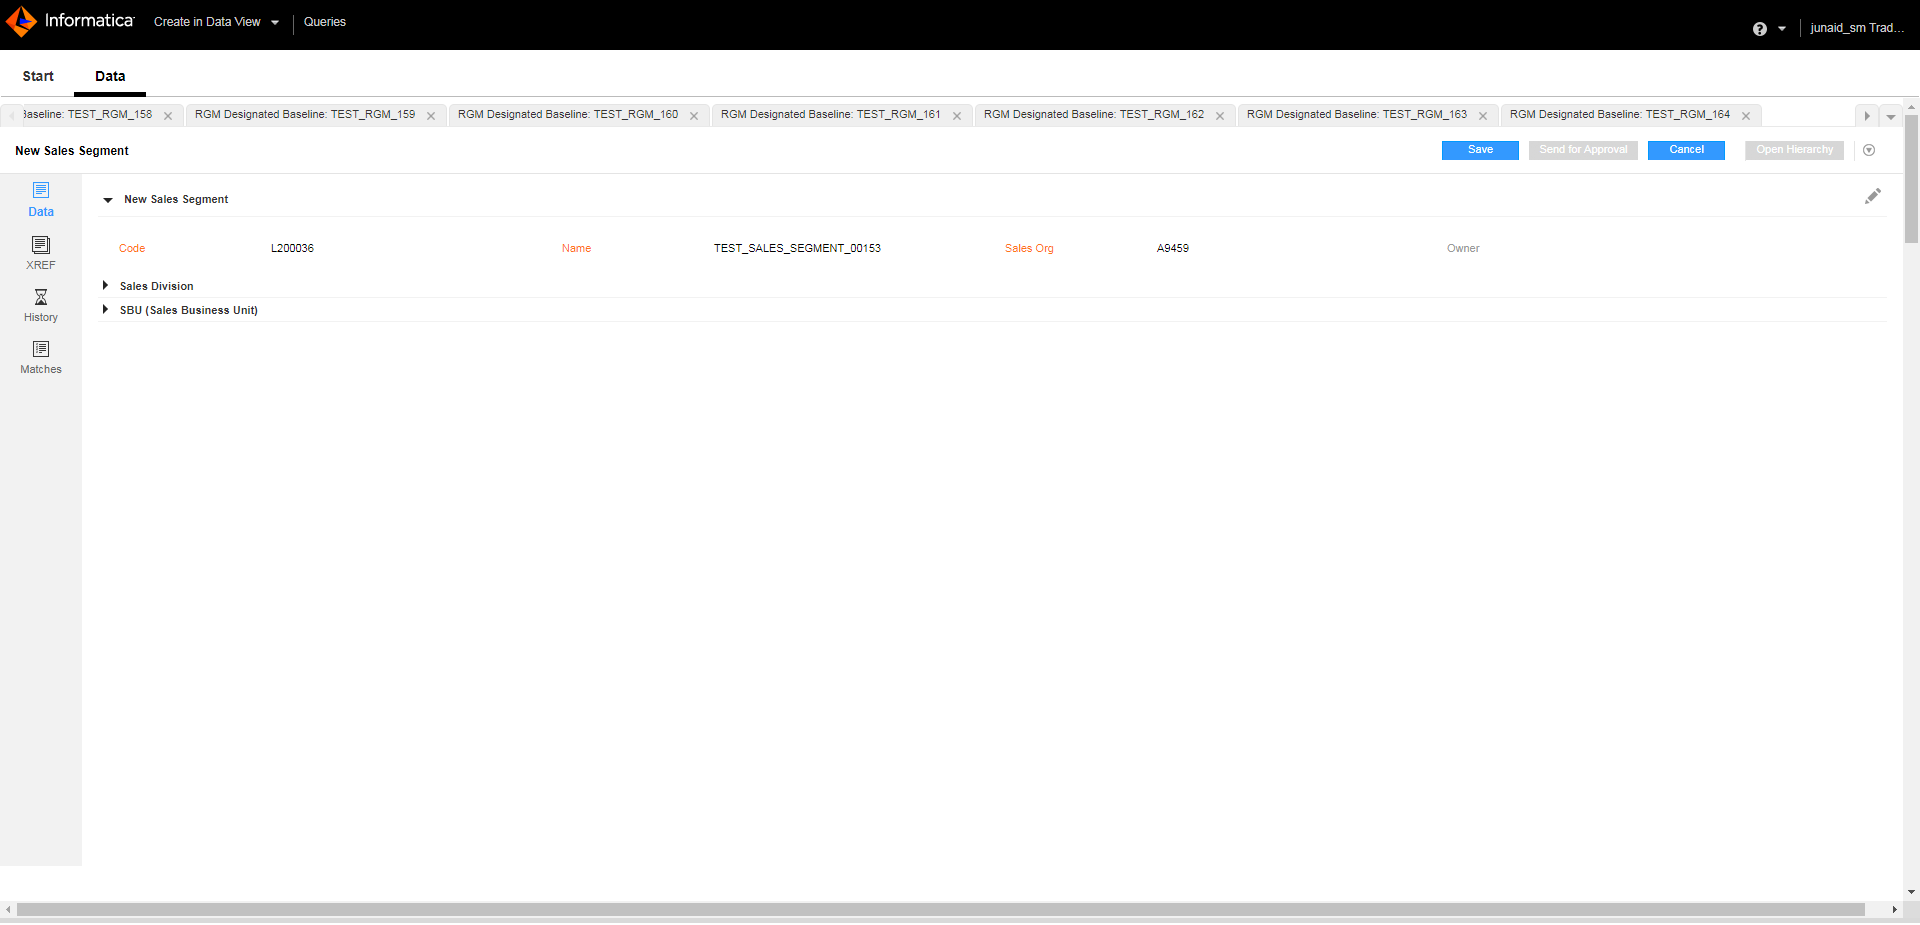 Informatica Create in Data View Queries ? junaid_sm Trad...
Start Data
Baseline: TEST_RGM_158 RGM Designated Baseline: TEST_RGM_159 RGM Designated Baseline: TEST_RGM_160 RGM Designated Baseline: TEST_RGM_161 RGM Designated Baseline: TEST_RGM_162 RGM Designated Baseline: TEST_RGM_163 RGM Designated Baseline: TEST_RGM_164
New Sales Segment Save Send for Approval Cancel Open Hierarchy
Data
XREF
History
Matches
New Sales Segment
Code L200036 Name TEST_SALES_SEGMENT_00153 Sales Org A9459 Owner
Sales Division
SBU (Sales Business Unit)